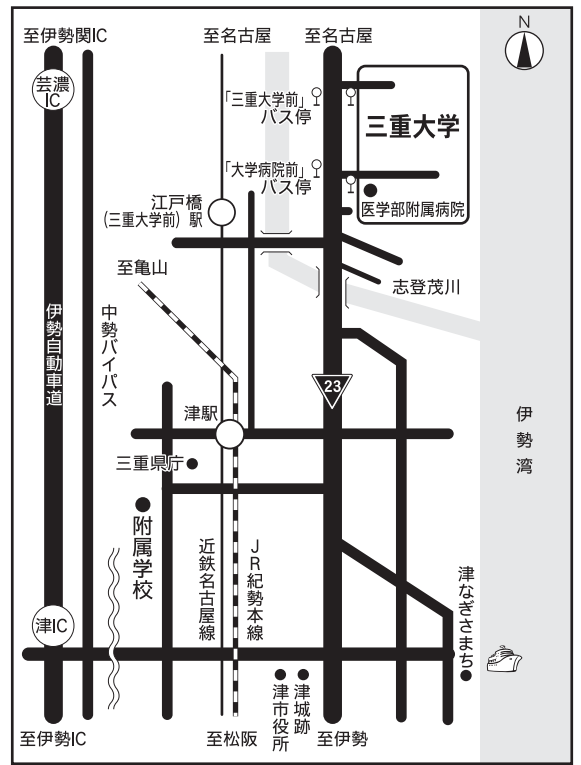 至伊勢関IC
至名古屋
至名古屋
N
芸濃
IC
「三重大学前」
バス停
三重大学
「大学病院前」
バス停
医学部附属病院
江戸橋
(三重大学前)駅
至亀山
志登茂川
伊勢自動車道
中勢バイパス
23
津駅
伊勢湾
三重県庁
附属学校
近鉄名古屋線
JR紀勢本線
津なぎさまち
津IC
津市役所
津城跡
至伊勢IC
至松阪
至伊勢